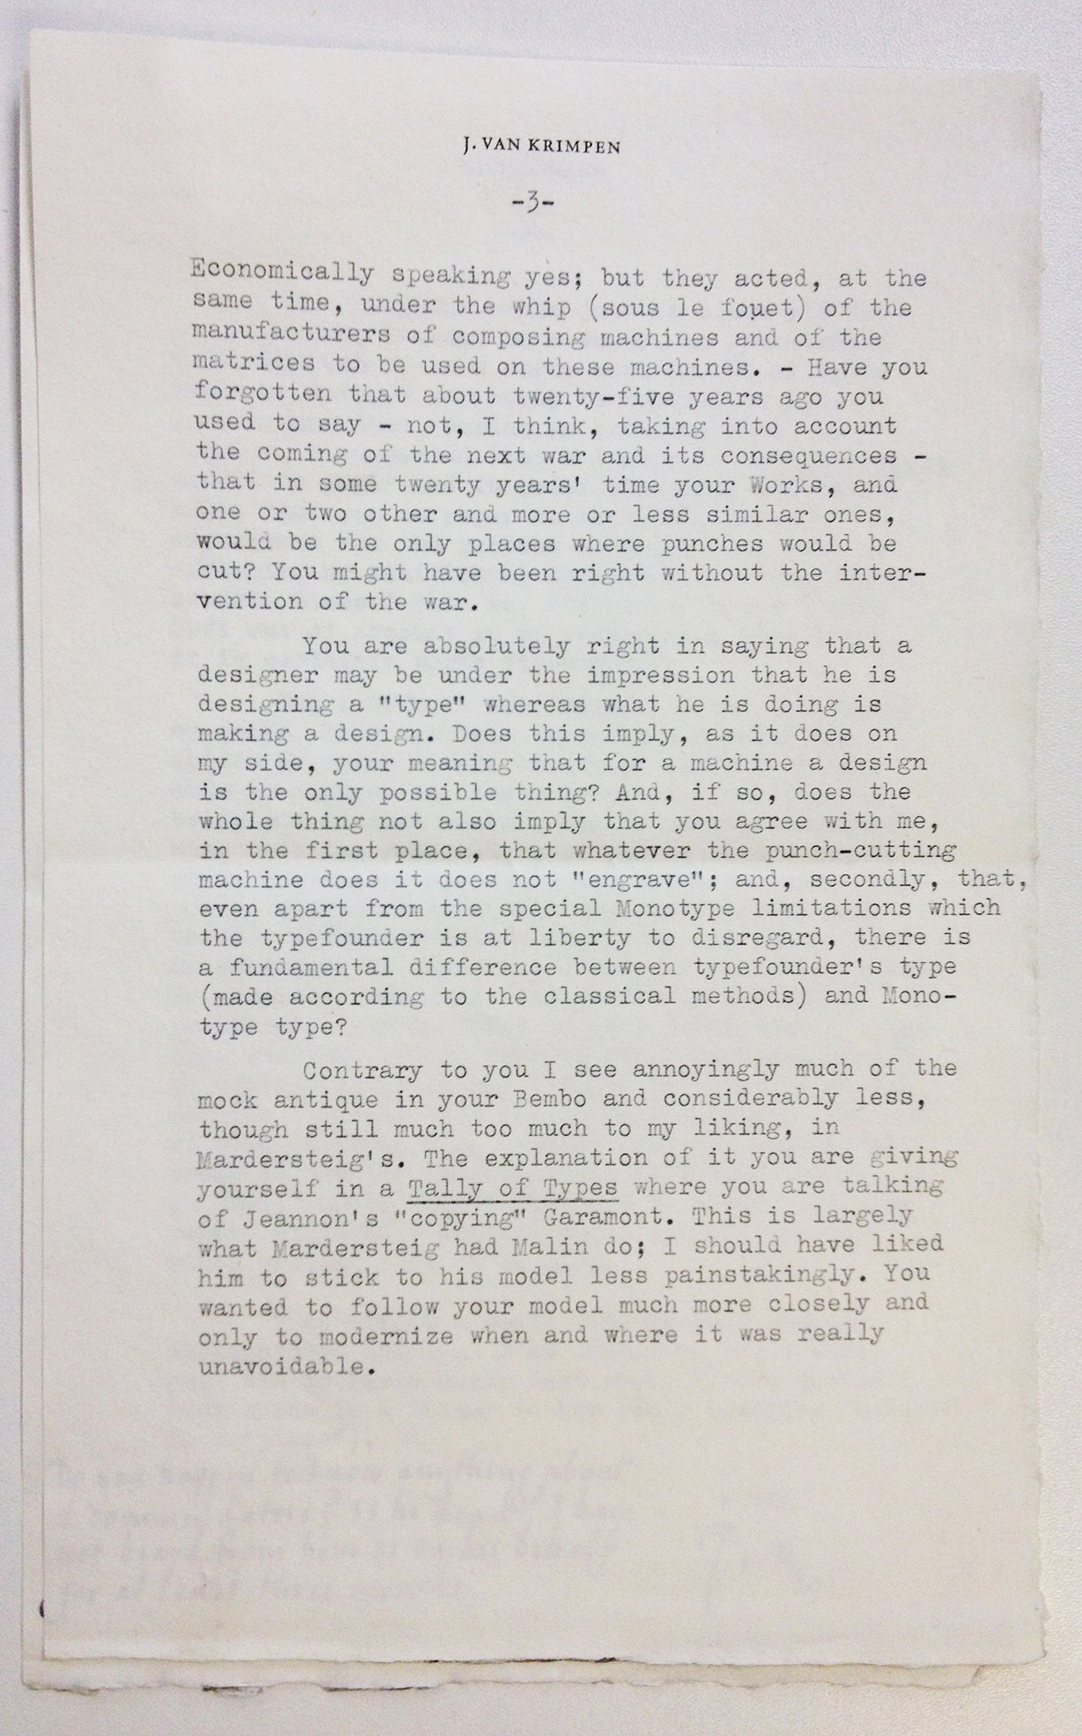 J. VAN KRIMPEN
-3-
Economically speaking yes; but they acted, at the
same time, under the whip (sous le fouet) of the
manufacturers of composing machines and of the
matrices to be used on these machines. - Have you
forgotten that about twenty-five years ago you
used to say - not, I think, taking into account
the coming of the next war and its consequences -
that in some twenty years' time your Works, and
one or two other and more or less similar ones,
would be the only places where punches would be
cut? You might have been right without the inter-
vention of the war.
You are absolutely right in saying that a
designer may be under the impression that he is
designing a "type" whereas what he is doing is
making a design. Does this imply, as it does on
my side, your meaning that for a machine a design
is the only possible thing? And, if so, does the
whole thing not also imply that you agree with me,
in the first place, that whatever the punch-cutting
machine does it does not "engrave"; and, secondly, that,
even apart from the special Monotype limitations which
the typefounder is at liberty to disregard, there is
a fundamental difference between typefounder's type
(made according to the classical methods) and Mono-
type type?
Contrary to you I see annoyingly much of the
mock antique in your Bembo and considerably less,
though still much too much to my liking, in
Mardersteig's. The explanation of it you are giving
yourself in a Tally of Types where you are talking
of Jeannon's "copying" Garamont. This is largely
what Mardersteig had Malin do; I should have liked
him to stick to his model less painstakingly. You
wanted to follow your model much more closely and
only to modernize when and where it was really
unavoidable.